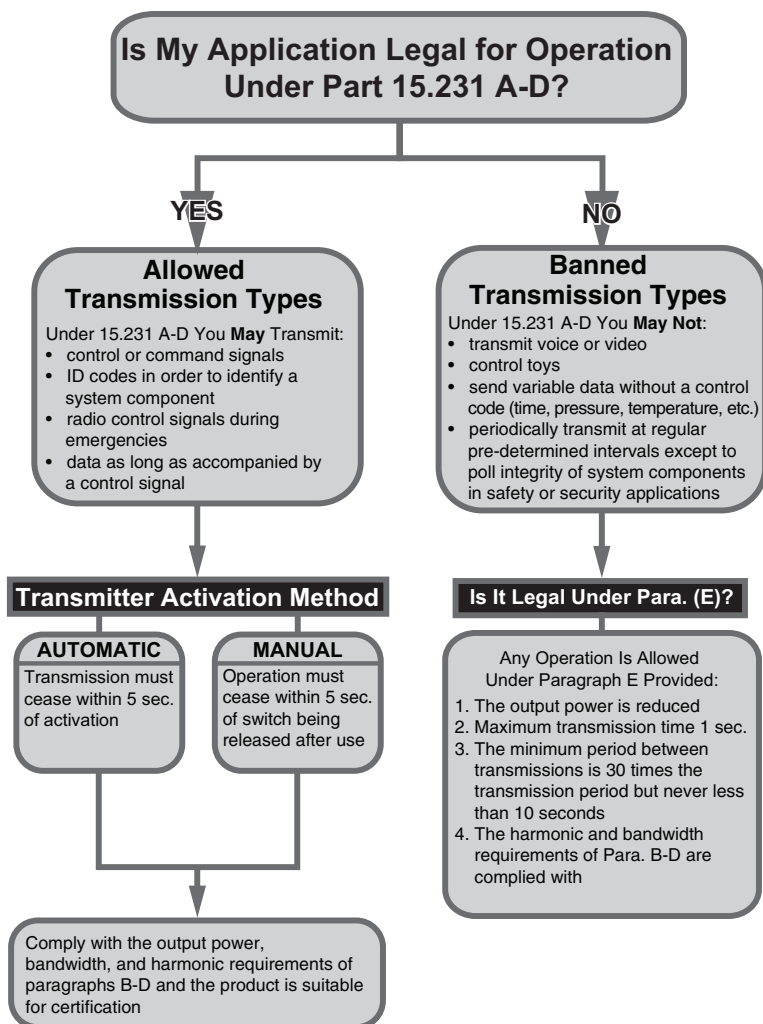 Is My Application Legal for Operation
Under Part 15.231 A-D?
YES
NO
Allowed
Transmission Types
Under 15.231 A-D You May Transmit:
• control or command signals
• ID codes in order to identify a
system component
• radio control signals during
emergencies
• data as long as accompanied by
a control signal
Banned
Transmission Types
Under 15.231 A-D You May Not:
• transmit voice or video
• control toys
• send variable data without a control
code (time, pressure, temperature, etc.)
• periodically transmit at regular
pre-determined intervals except to
poll integrity of system components
in safety or security applications
Transmitter Activation Method
AUTOMATIC
Transmission must
cease within 5 sec.
of activation
MANUAL
Operation must
cease within 5 sec.
of switch being
released after use
Is It Legal Under Para. (E)?
Any Operation Is Allowed
Under Paragraph E Provided:
1. The output power is reduced
2. Maximum transmission time 1 sec.
3. The minimum period between
transmissions is 30 times the
transmission period but never less
than 10 seconds
4. The harmonic and bandwidth
requirements of Para. B-D are
complied with
Comply with the output power,
bandwidth, and harmonic requirements of
paragraphs B-D and the product is suitable
for certification